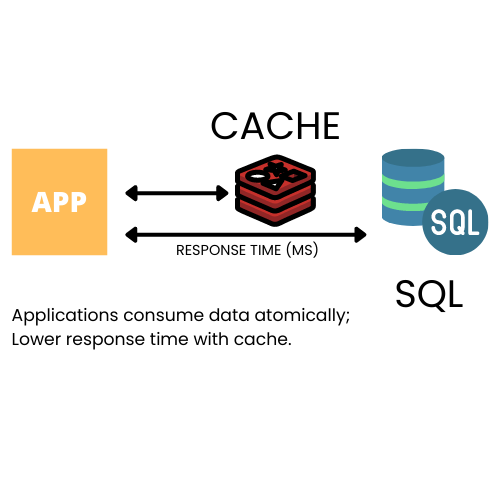 CACHE
APP
SQL
RESPONSE TIME (MS)
SQL
Applications consume data atomically;
Lower response time with cache.